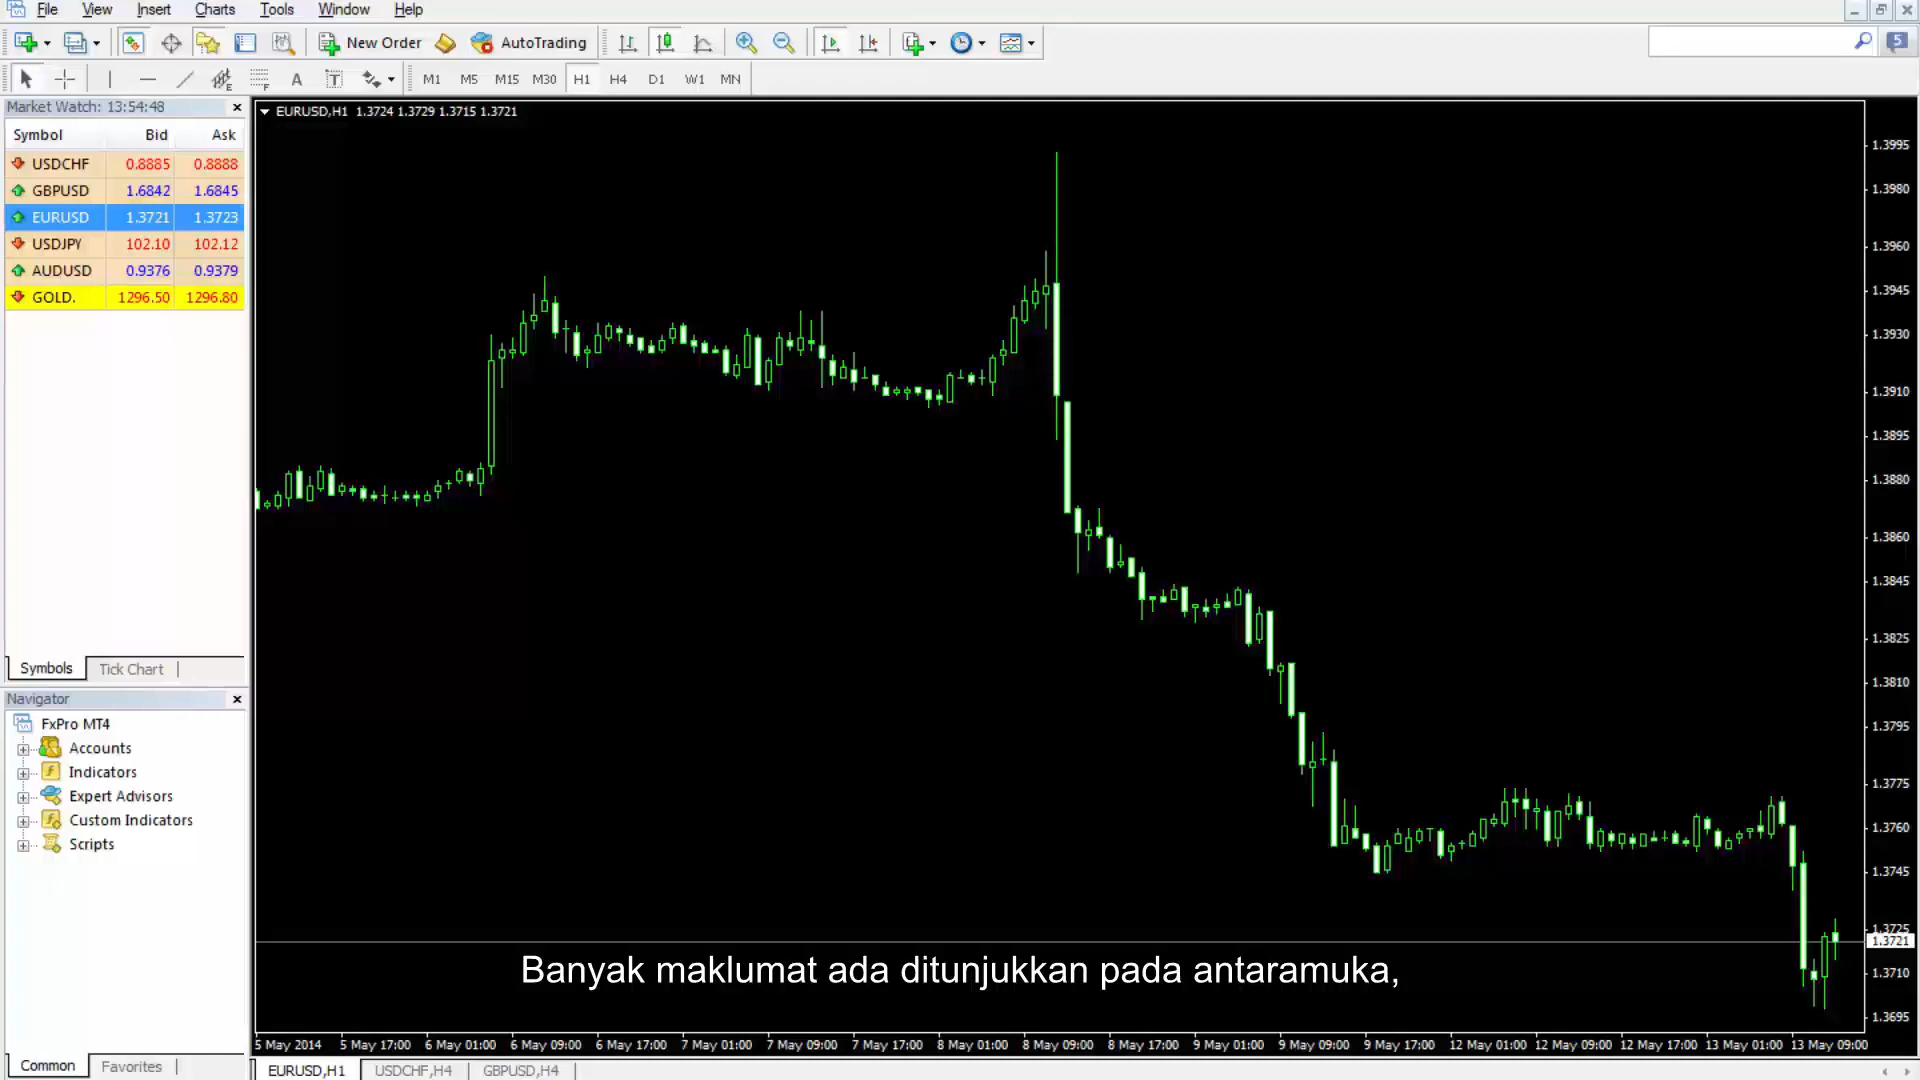 File View Insert Charts Tools Window Help
New Order AutoTrading 5
A T M1 M5 M15 M30 H1 H4 D1 W1 MN
Market Watch: 13:54:48
Symbol Bid Ask
USDCHF 0.8885 0.8888
GBPUSD 1.6842 1.6845
EURUSD 1.3721 1.3723
USDJPY 102.10 102.12
AUDUSD 0.9376 0.9379
GOLD. 1296.50 1296.80
Symbols Tick Chart
Navigator
FxPro MT4
Accounts
Indicators
Expert Advisors
Custom Indicators
Scripts
Common Favorites
EURUSD,H1 1.3724 1.3729 1.3715 1.3721
1.3995
1.3980
1.3960
1.3945
1.3930
1.3910
1.3895
1.3880
1.3860
1.3845
1.3825
1.3810
1.3795
1.3775
1.3760
1.3745
1.3725
1.3721
1.3710
1.3695
Banyak maklumat ada ditunjukkan pada antaramuka,
5 May 2014 5 May 17:00 6 May 01:00 6 May 09:00 6 May 17:00 7 May 01:00 7 May 09:00 7 May 17:00 8 May 01:00 8 May 09:00 8 May 17:00 9 May 01:00 9 May 09:00 9 May 17:00 12 May 01:00 12 May 09:00 12 May 17:00 13 May 01:00 13 May 09:00
EURUSD,H1 USDCHF,H4 GBPUSD,H4